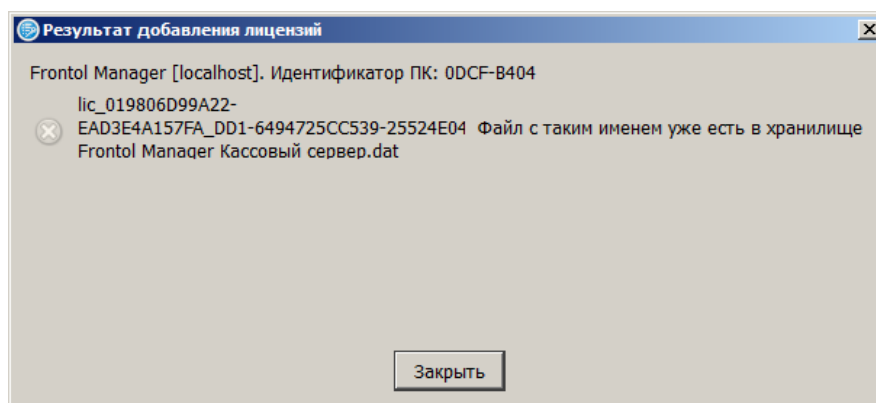 Результат добавления лицензий
Frontol Manager [localhost]. Идентификатор ПК: 0DCF-B404
lic_019806D99A22-
EAD3E4A157FA_DD1-6494725CC539-25524E04 Файл с таким именем уже есть в хранилище
Frontol Manager Кассовый сервер.dat
Закрыть